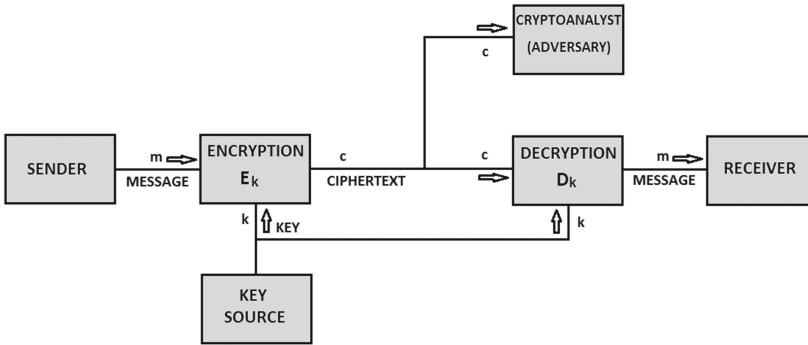 CRYPTOANALYST
(ADVERSARY)
c
SENDER
m
MESSAGE
ENCRYPTION
Ek
c
CIPHERTEXT
c
DECRYPTION
Dk
m
MESSAGE
RECEIVER
k
KEY
k
KEY
SOURCE